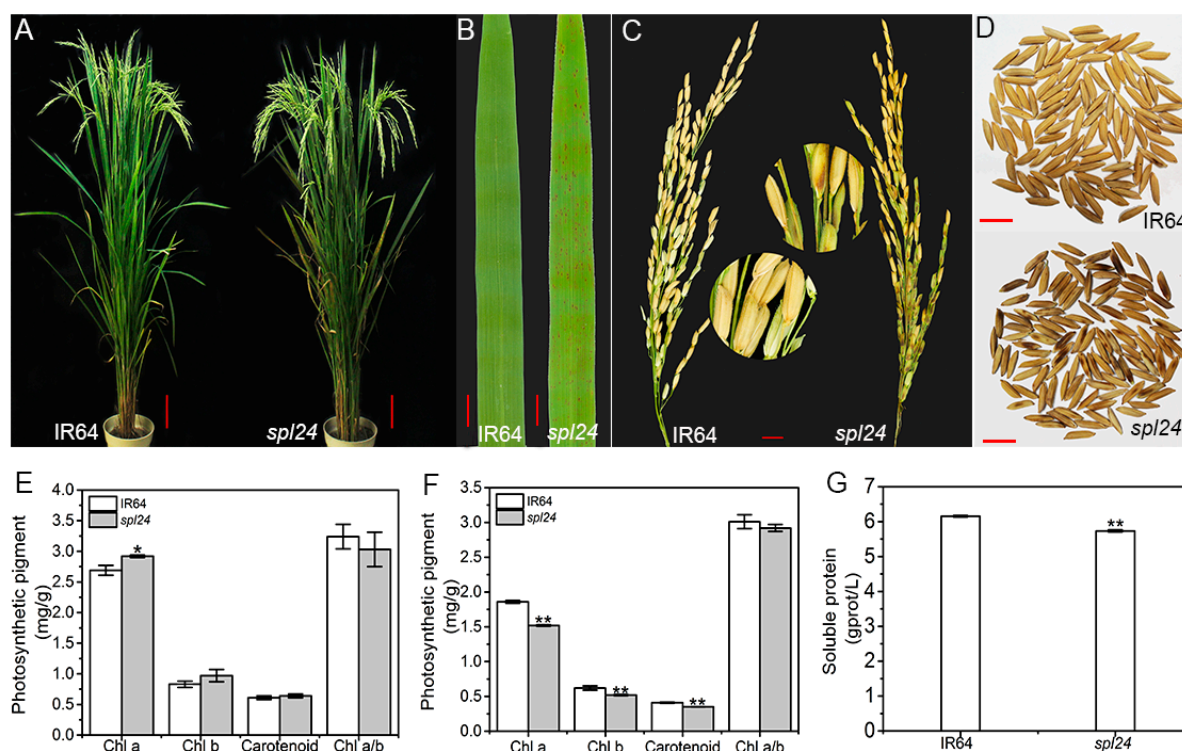 A
IR64
spl24
B
IR64
spl24
C
IR64
spl24
D
IR64
spl24
E
Photosynthetic pigment
(mg/g)
4.0
3.5
3.0
2.5
2.0
1.5
1.0
0.5
0.0
IR64
spl24
*
Chl a
Chl b
Carotenoid
Chl a/b
F
Photosynthetic pigment
(mg/g)
3.5
3.0
2.5
2.0
1.5
1.0
0.5
0.0
IR64
spl24
**
**
**
Chl a
Chl b
Carotenoid
Chl a/b
G
Soluble protein
(gprot/L)
7
6
5
4
3
2
1
0
**
IR64
spl24